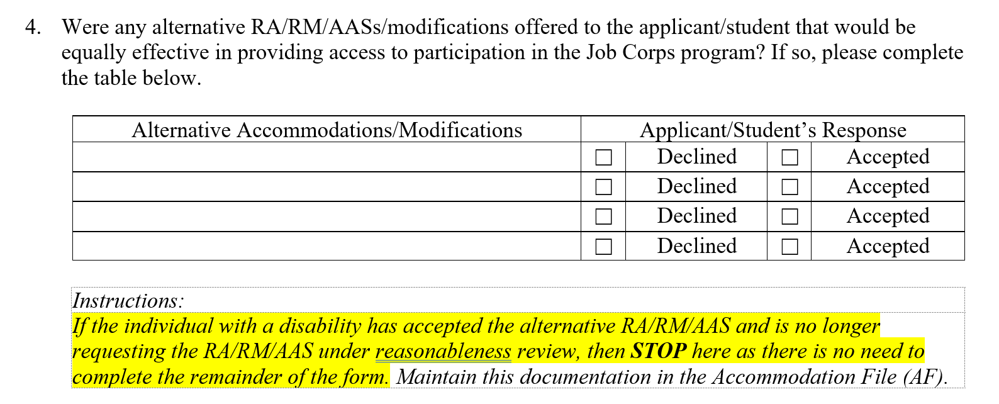 4. Were any alternative RA/RM/AASs/modifications offered to the applicant/student that would be
equally effective in providing access to participation in the Job Corps program? If so, please complete
the table below.
Alternative Accommodations/Modifications Applicant/Student’s Response
☐ Declined ☐ Accepted
☐ Declined ☐ Accepted
☐ Declined ☐ Accepted
☐ Declined ☐ Accepted
Instructions:
If the individual with a disability has accepted the alternative RA/RM/AAS and is no longer
requesting the RA/RM/AAS under reasonableness review, then STOP here as there is no need to
complete the remainder of the form. Maintain this documentation in the Accommodation File (AF).